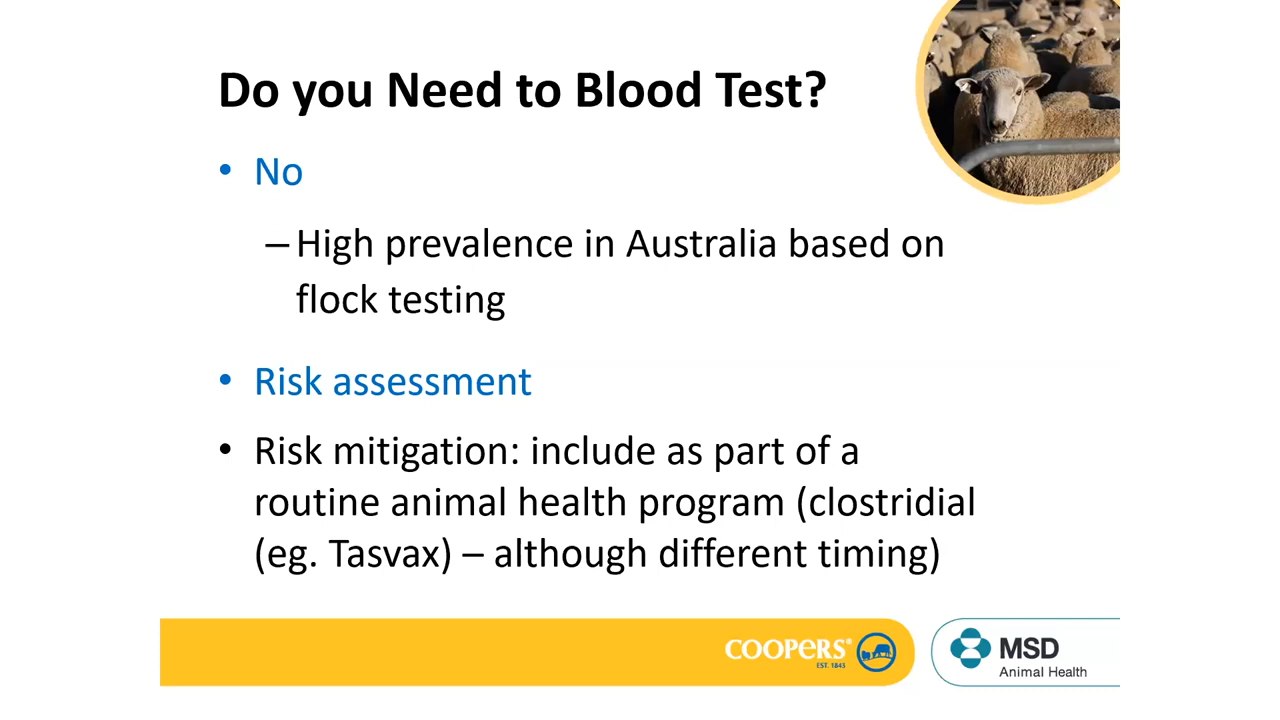 Do you Need to Blood Test?
• No
– High prevalence in Australia based on
flock testing
• Risk assessment
• Risk mitigation: include as part of a
routine animal health program (clostridial
(eg. Tasvax) – although different timing)
COOPERS®
EST. 1843
MSD
Animal Health